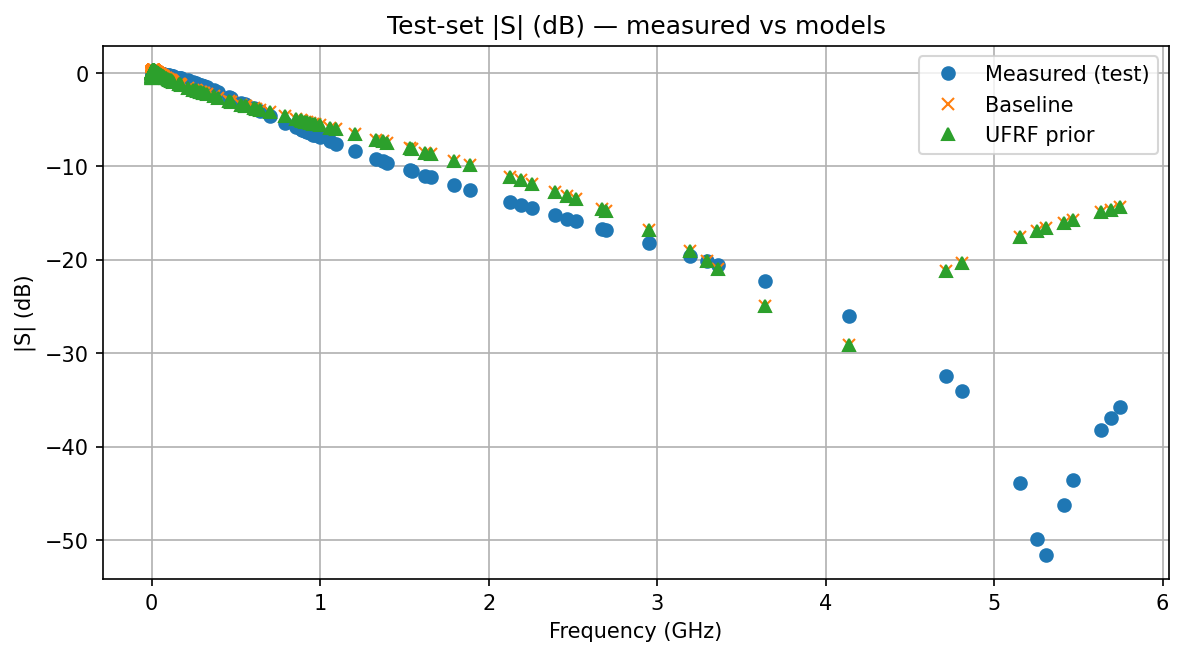 Test-set |S| (dB) — measured vs models
Measured (test)
Baseline
UFRF prior
|S| (dB)
0
−10
−20
−30
−40
−50
0 1 2 3 4 5 6
Frequency (GHz)